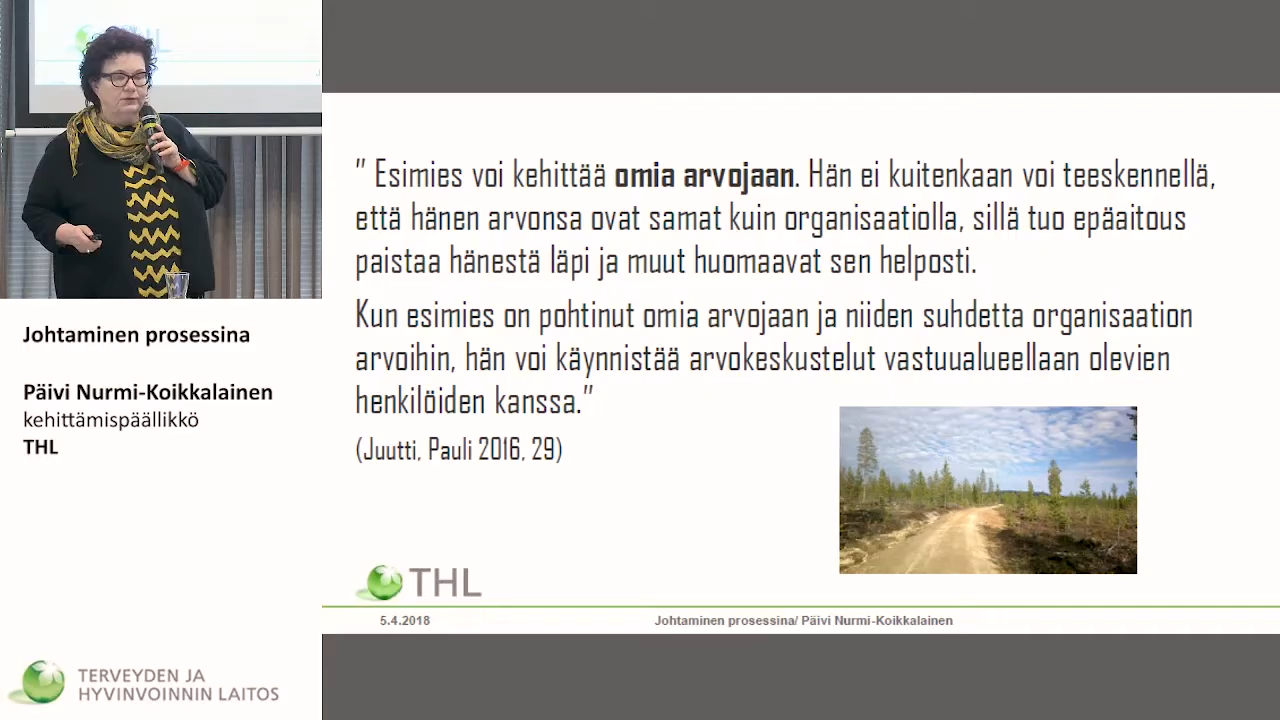 Johtaminen prosessina
Päivi Nurmi-Koikkalainen
kehittämispäällikkö
THL
TERVEYDEN JA
HYVINVOINNIN LAITOS
” Esimies voi kehittää omia arvojaan. Hän ei kuitenkaan voi teeskennellä,
että hänen arvonsa ovat samat kuin organisaatiolla, sillä tuo epäaitous
paistaa hänestä läpi ja muut huomaavat sen helposti.
Kun esimies on pohtinut omia arvojaan ja niiden suhdetta organisaation
arvoihin, hän voi käynnistää arvokeskustelut vastuualueellaan olevien
henkilöiden kanssa.”
(Juutti, Pauli 2016, 29)
THL
5.4.2018 Johtaminen prosessina/ Päivi Nurmi-Koikkalainen